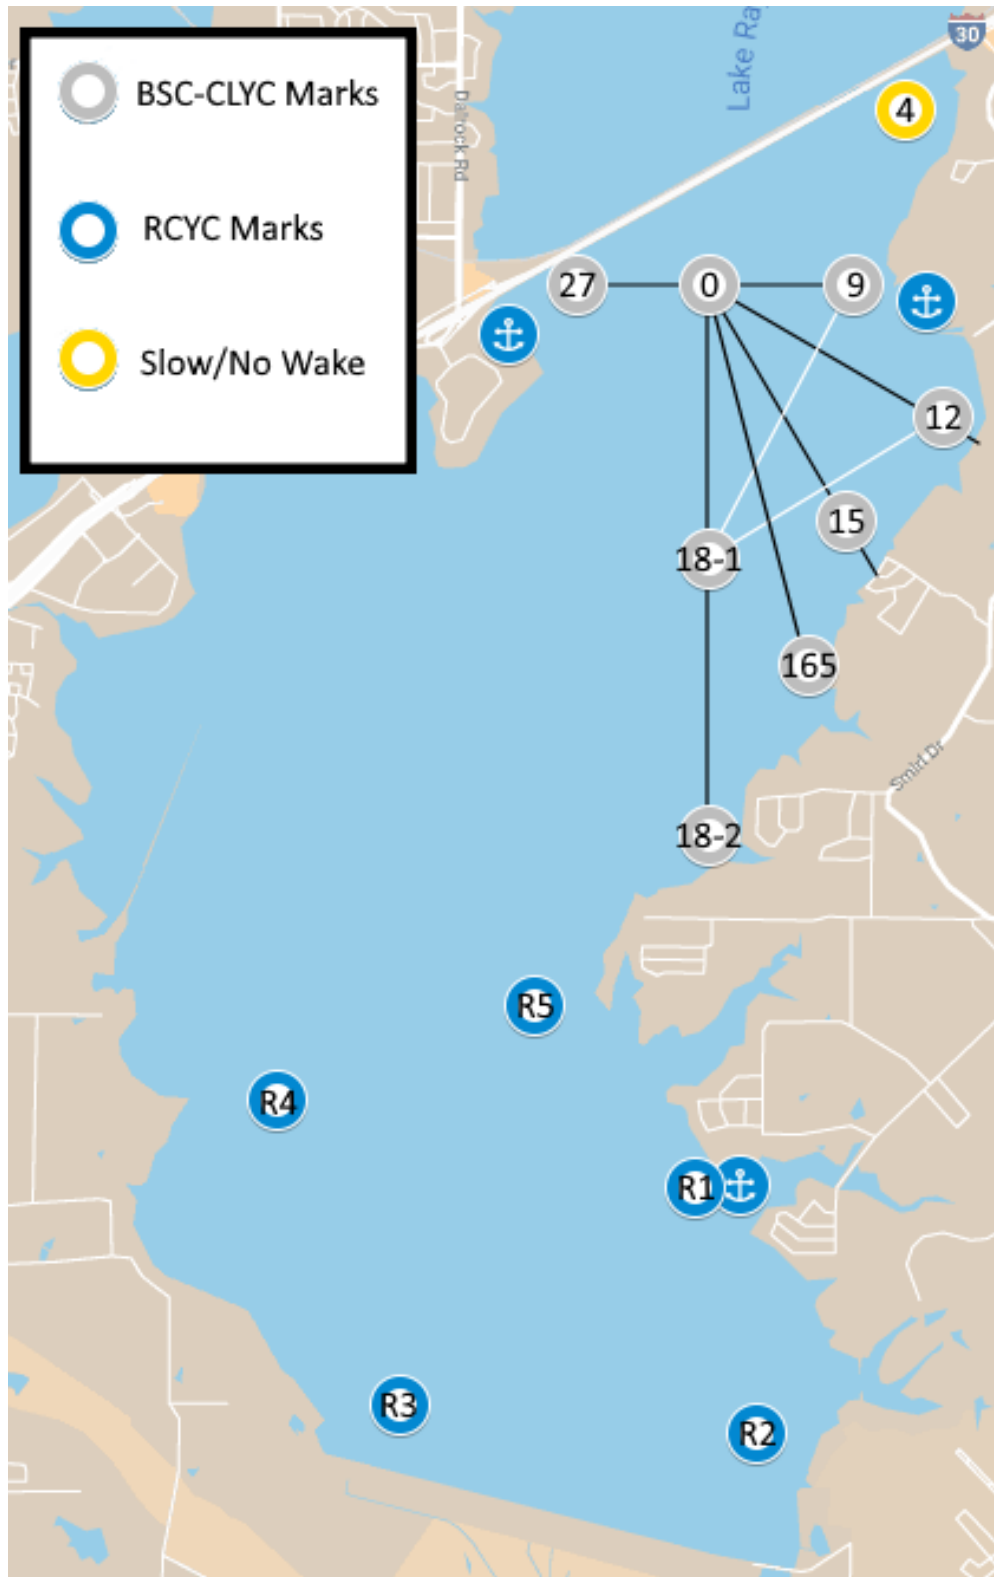 BSC-CLYC Marks
RCYC Marks
Slow/No Wake
Dalrock Rd
Lake Ray
30
4
27
0
9
12
15
18-1
165
Smirl Dr
18-2
R5
R4
R1
R3
R2